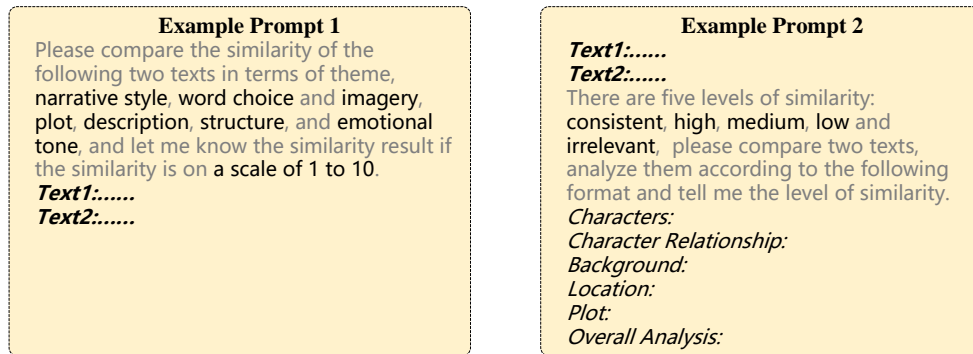 Example Prompt 1
Please compare the similarity of the
following two texts in terms of theme,
narrative style, word choice and imagery,
plot, description, structure, and emotional
tone, and let me know the similarity result if
the similarity is on a scale of 1 to 10.
Text1:......
Text2:......
Example Prompt 2
Text1:......
Text2:......
There are five levels of similarity:
consistent, high, medium, low and
irrelevant,  please compare two texts,
analyze them according to the following
format and tell me the level of similarity.
Characters:
Character Relationship:
Background:
Location:
Plot:
Overall Analysis: